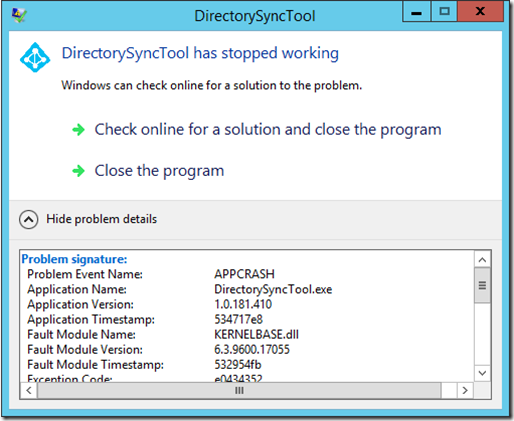 DirectorySyncTool
DirectorySyncTool has stopped working
Windows can check online for a solution to the problem.
Check online for a solution and close the program
Close the program
Hide problem details
Problem signature:
Problem Event Name: APPCRASH
Application Name: DirectorySyncTool.exe
Application Version: 1.0.181.410
Application Timestamp: 534717e8
Fault Module Name: KERNELBASE.dll
Fault Module Version: 6.3.9600.17055
Fault Module Timestamp: 532954fb
Exception Code: e0434352